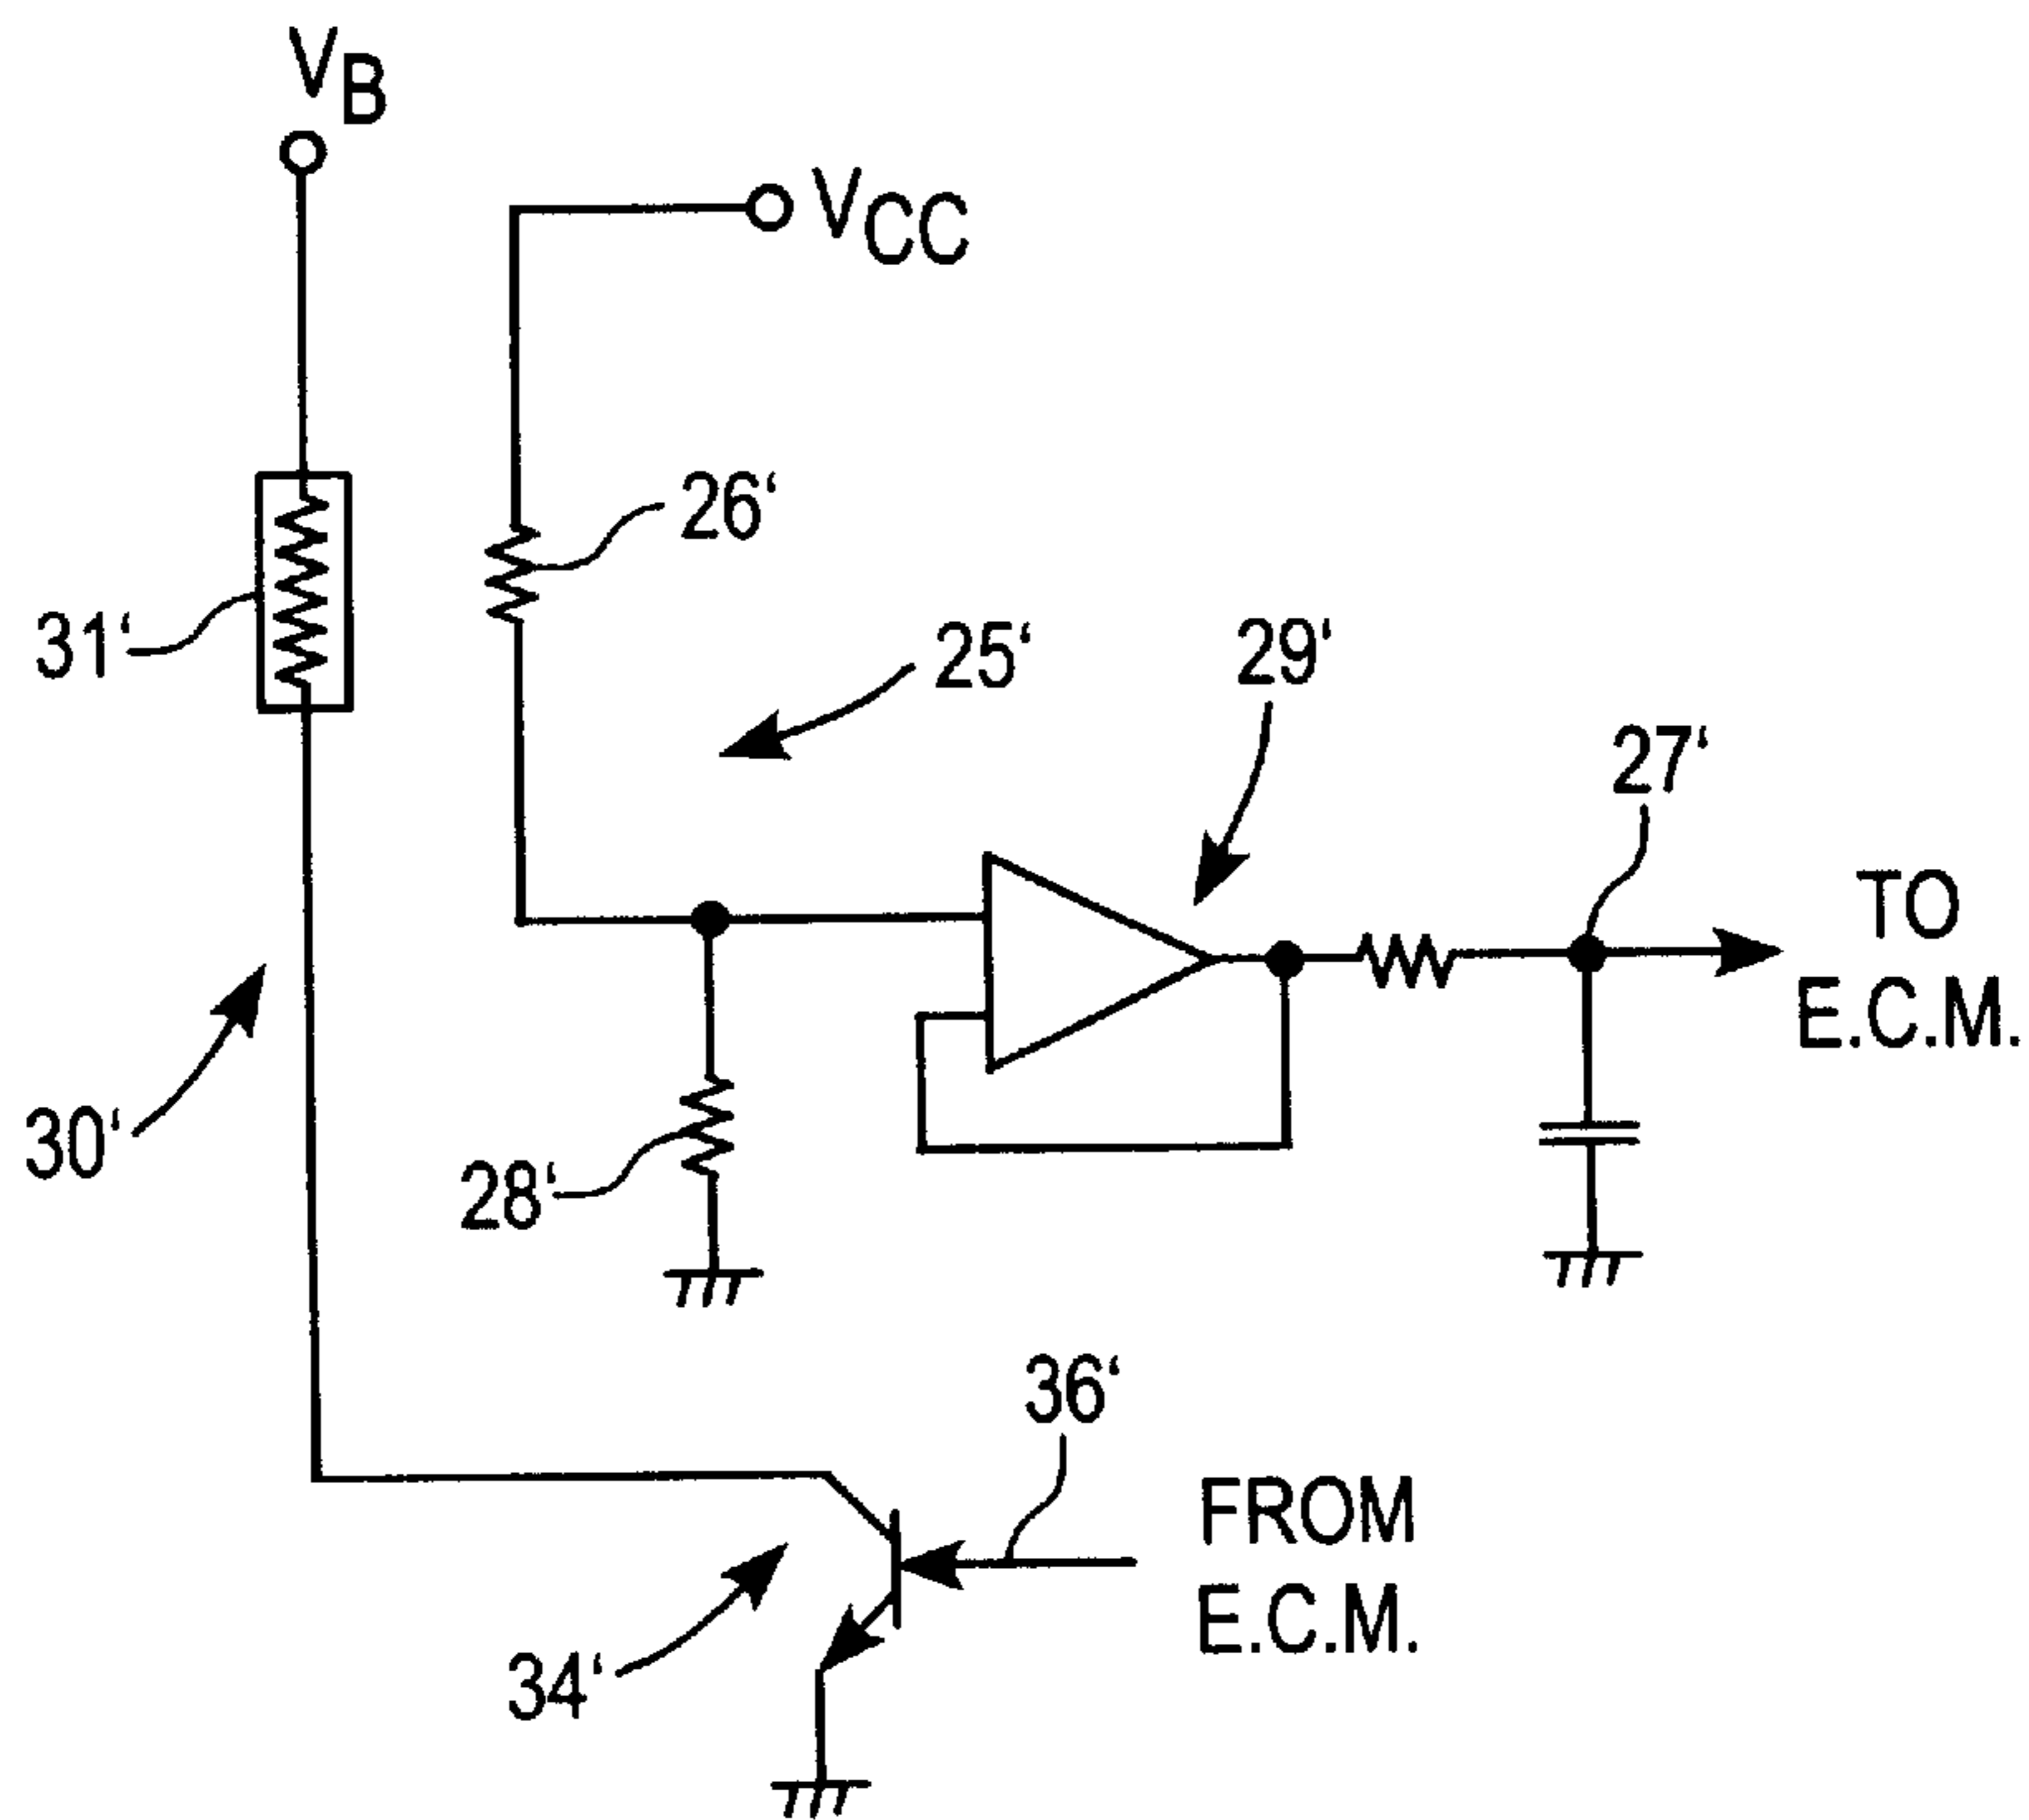 VB
VCC
26‘
31‘
25‘
29‘
27‘
TO
E.C.M.
30‘
28‘
36‘
FROM
E.C.M.
34‘